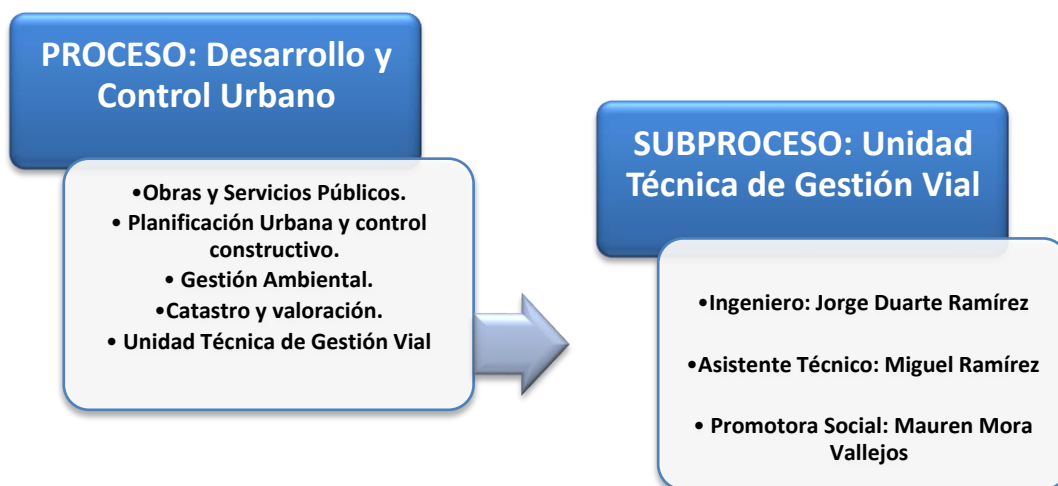 PROCESO: Desarrollo y
Control Urbano
•Obras y Servicios Públicos.
• Planificación Urbana y control
constructivo.
• Gestión Ambiental.
•Catastro y valoración.
• Unidad Técnica de Gestión Vial
SUBPROCESO: Unidad
Técnica de Gestión Vial
•Ingeniero: Jorge Duarte Ramírez
•Asistente Técnico: Miguel Ramírez
• Promotora Social: Mauren Mora
Vallejos